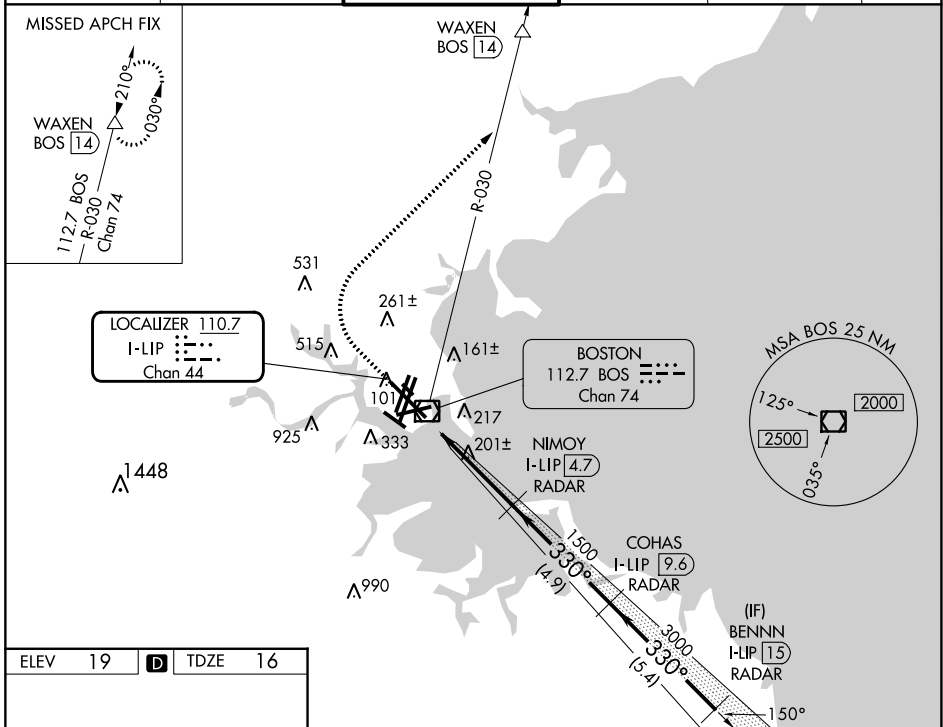 MISSED APCH FIX
210°
030°
WAXEN
BOS 14
112.7 BOS
R-030
Chan 74
WAXEN
BOS 14
R-030
531
261±
LOCALIZER 110.7
I-LIP
Chan 44
515
161±
BOSTON
112.7 BOS
Chan 74
MSA BOS 25 NM
125°
2000
2500
035°
101
217
925
333
201±
NIMOY
I-LIP 4.7
RADAR
1448
1500
330°
(4.9)
COHAS
I-LIP 9.6
RADAR
990
3000
330°
(5.4)
(IF)
BENNN
I-LIP 15
RADAR
150°
ELEV 19 D TDZE 16